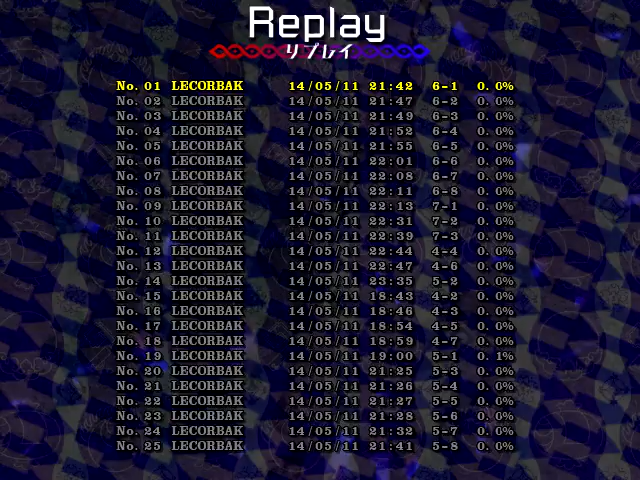 Replay
リプレイ
No. 01 LECORBAK 14/05/11 21:42 6-1 0.0%
No. 02 LECORBAK 14/05/11 21:47 6-2 0.0%
No. 03 LECORBAK 14/05/11 21:49 6-3 0.0%
No. 04 LECORBAK 14/05/11 21:52 6-4 0.0%
No. 05 LECORBAK 14/05/11 21:55 6-5 0.0%
No. 06 LECORBAK 14/05/11 22:01 6-6 0.0%
No. 07 LECORBAK 14/05/11 22:08 6-7 0.0%
No. 08 LECORBAK 14/05/11 22:11 6-8 0.0%
No. 09 LECORBAK 14/05/11 22:13 7-1 0.0%
No. 10 LECORBAK 14/05/11 22:31 7-2 0.0%
No. 11 LECORBAK 14/05/11 22:39 7-3 0.0%
No. 12 LECORBAK 14/05/11 22:44 4-4 0.0%
No. 13 LECORBAK 14/05/11 22:47 4-6 0.0%
No. 14 LECORBAK 14/05/11 23:35 5-2 0.0%
No. 15 LECORBAK 14/05/11 18:43 4-2 0.0%
No. 16 LECORBAK 14/05/11 18:46 4-3 0.0%
No. 17 LECORBAK 14/05/11 18:54 4-5 0.0%
No. 18 LECORBAK 14/05/11 18:59 4-7 0.0%
No. 19 LECORBAK 14/05/11 19:00 5-1 0.1%
No. 20 LECORBAK 14/05/11 21:25 5-3 0.0%
No. 21 LECORBAK 14/05/11 21:26 5-4 0.0%
No. 22 LECORBAK 14/05/11 21:27 5-5 0.0%
No. 23 LECORBAK 14/05/11 21:28 5-6 0.0%
No. 24 LECORBAK 14/05/11 21:32 5-7 0.0%
No. 25 LECORBAK 14/05/11 21:41 5-8 0.0%